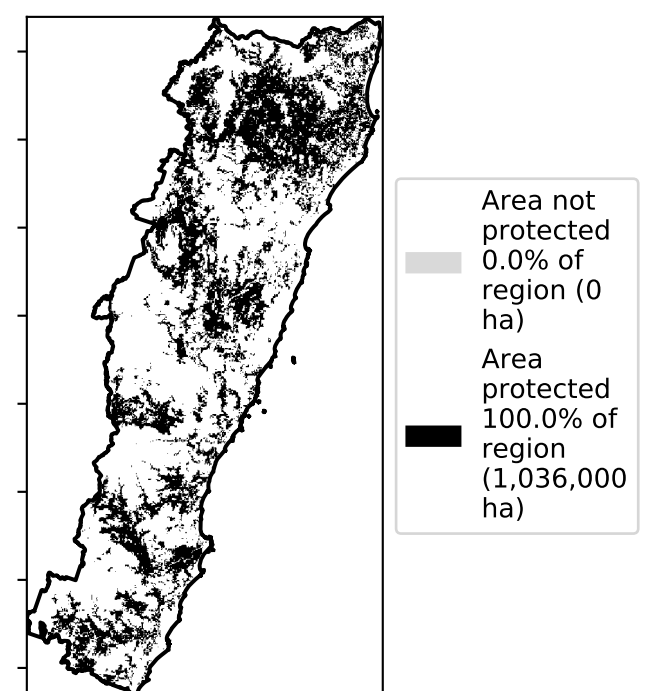 Area not
protected
0.0% of
region (0
ha)
Area
protected
100.0% of
region
(1,036,000
ha)